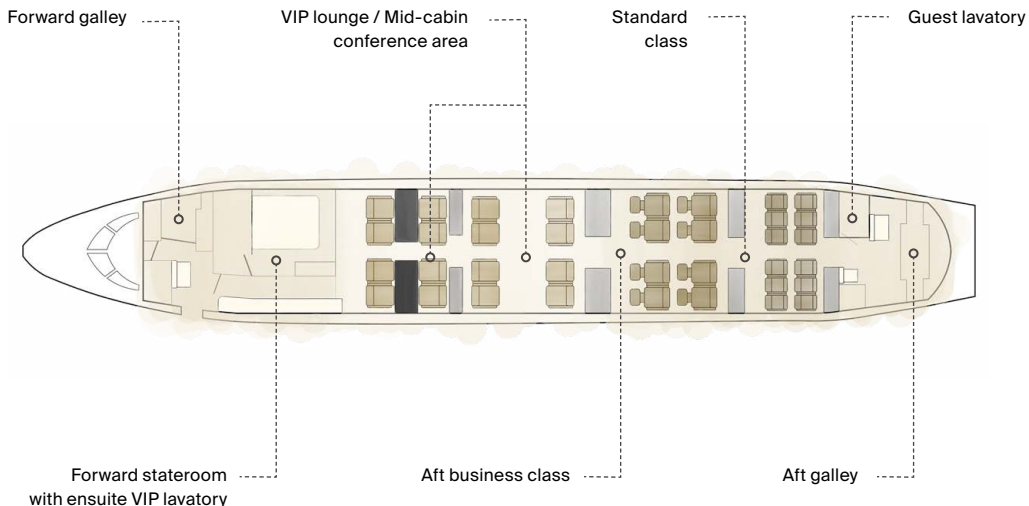 Forward galley
VIP lounge / Mid-cabin
conference area
Standard
class
Guest lavatory
Forward stateroom
with ensuite VIP lavatory
Aft business class
Aft galley